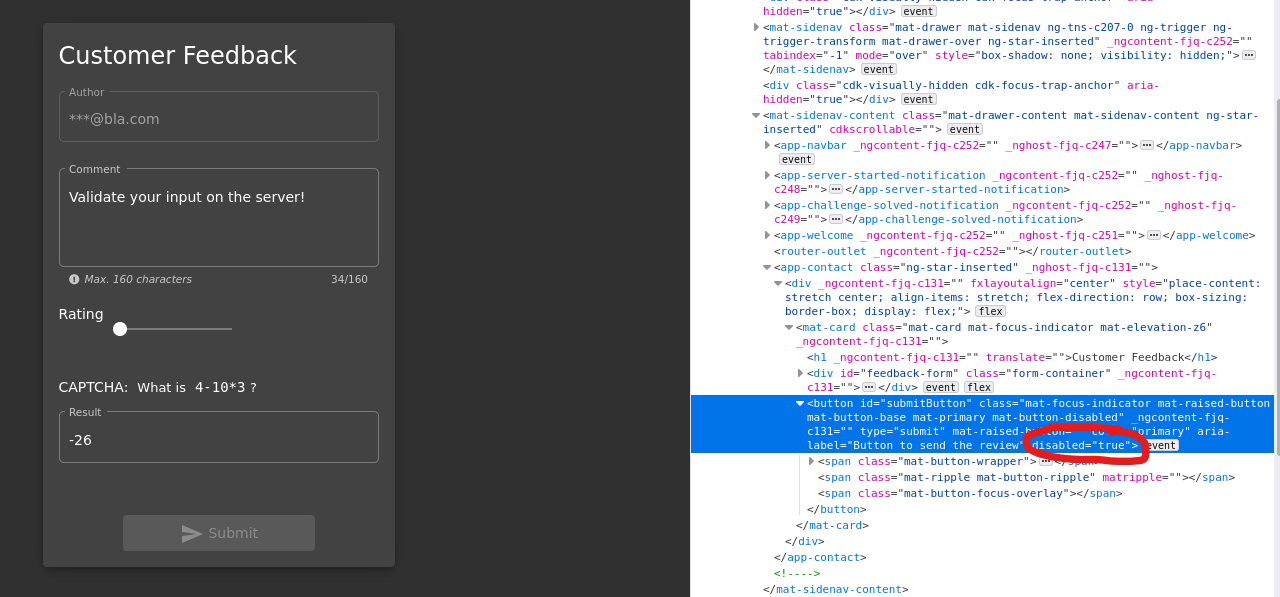 Customer Feedback
Author
***@bla.com
Comment
Validate your input on the server!
Max. 160 characters
34/160
Rating
CAPTCHA: What is 4-10*3 ?
Result
-26
Submit
hidden="true"></div> event
<mat-sidenav class="mat-drawer mat-sidenav ng-tns-c207-0 ng-trigger ng-
trigger-transform mat-drawer-over ng-star-inserted" _ngcontent-fjq-c252=""
tabindex="-1" mode="over" style="box-shadow: none; visibility: hidden;">
</mat-sidenav> event
<div class="cdk-visually-hidden cdk-focus-trap-anchor" aria-
hidden="true"></div> event
<mat-sidenav-content class="mat-drawer-content mat-sidenav-content ng-star-
inserted" cdkscrollable=""> event
<app-navbar _ngcontent-fjq-c252="" _nghost-fjq-c247="">…</app-navbar>
event
<app-server-started-notification _ngcontent-fjq-c252="" _nghost-fjq-
c248="">…</app-server-started-notification>
<app-challenge-solved-notification _ngcontent-fjq-c252="" _nghost-fjq-
c249="">…</app-challenge-solved-notification>
<app-welcome _ngcontent-fjq-c252="" _nghost-fjq-c251="">…</app-welcome>
<router-outlet _ngcontent-fjq-c252=""></router-outlet>
<app-contact class="ng-star-inserted" _nghost-fjq-c131="">
<div _ngcontent-fjq-c131="" fxlayoutalign="center" style="place-content:
stretch center; align-items: stretch; flex-direction: row; box-sizing:
border-box; display: flex;"> flex
<mat-card class="mat-card mat-focus-indicator mat-elevation-z6"
_ngcontent-fjq-c131="">
<h1 _ngcontent-fjq-c131="" translate="">Customer Feedback</h1>
<div id="feedback-form" class="form-container" _ngcontent-fjq-
c131="">…</div> event flex
<button id="submitButton" class="mat-focus-indicator mat-raised-button
mat-button-base mat-primary mat-button-disabled" _ngcontent-fjq-
c131="" type="submit" "primary" aria-
label="Button to send the review" disabled="true"> event
<span class="mat-button-wrapper">…
<span class="mat-ripple mat-button-ripple" matripple=""></span>
<span class="mat-button-focus-overlay"></span>
</button>
</mat-card>
</div>
</app-contact>
<!---->
</mat-sidenav-content>